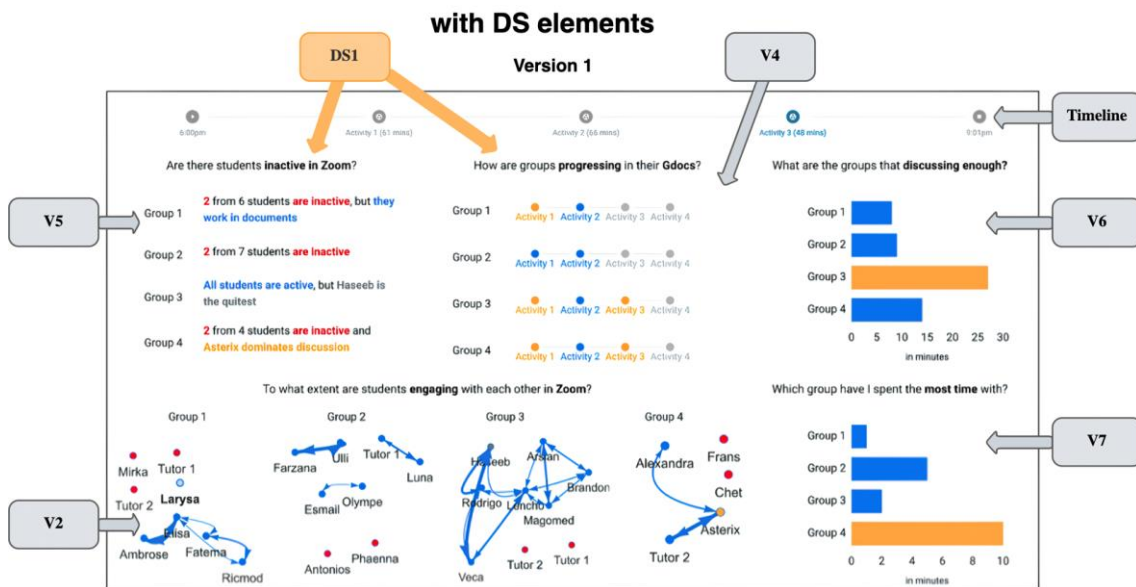 with DS elements
DS1
Version 1
V4
Timeline
6:00pm
Activity 1 (61 mins)
Activity 2 (66 mins)
Activity 3 (48 mins)
9:01pm
Are there students inactive in Zoom?
How are groups progressing in their Gdocs?
What are the groups that discussing enough?
V5
V6
Group 1
2 from 6 students are inactive, but they
work in documents
Group 2
2 from 7 students are inactive
Group 3
All students are active, but Haseeb is
the quitest
Group 4
2 from 4 students are inactive and
Asterix dominates discussion
Group 1
Activity 1 Activity 2 Activity 3 Activity 4
Group 2
Activity 1 Activity 2 Activity 3 Activity 4
Group 3
Activity 1 Activity 2 Activity 3 Activity 4
Group 4
Activity 1 Activity 2 Activity 3 Activity 4
Group 1
Group 2
Group 3
Group 4
0 5 10 15 20 25 30
in minutes
To what extent are students engaging with each other in Zoom?
Which group have I spent the most time with?
V2
V7
Group 1
Mirka
Tutor 1
Tutor 2
Larysa
Elisa
Ambrose
Fatema
Ricmod
Group 2
Farzana
Ulli
Tutor 1
Luna
Esmail
Olympe
Antonios
Phaenna
Group 3
Haseeb
Arslan
Rodrigo
Luncho
Brandon
Magomed
Veca
Tutor 2
Tutor 1
Group 4
Alexandra
Frans
Chet
Asterix
Tutor 2
Group 1
Group 2
Group 3
Group 4
0 2 4 6 8 10
in minutes